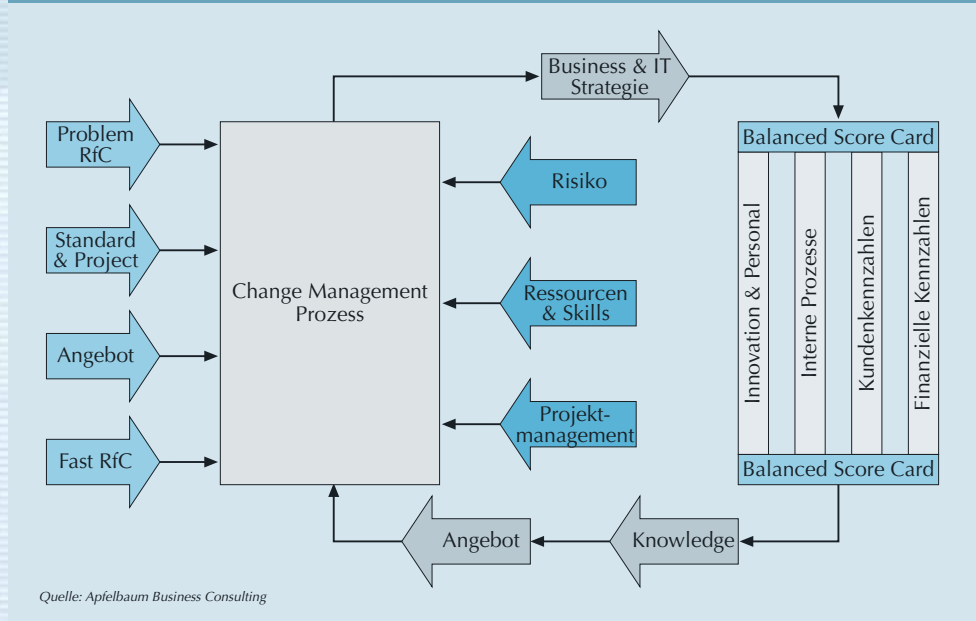 Problem
RfC
Standard
& Project
Angebot
Fast RfC
Change Management
Prozess
Business & IT
Strategie
Risiko
Ressourcen
& Skills
Projekt-
management
Balanced Score Card
Innovation & Personal
Interne Prozesse
Kundenkennzahlen
Finanzielle Kennzahlen
Balanced Score Card
Angebot
Knowledge
Quelle: Apfelbaum Business Consulting